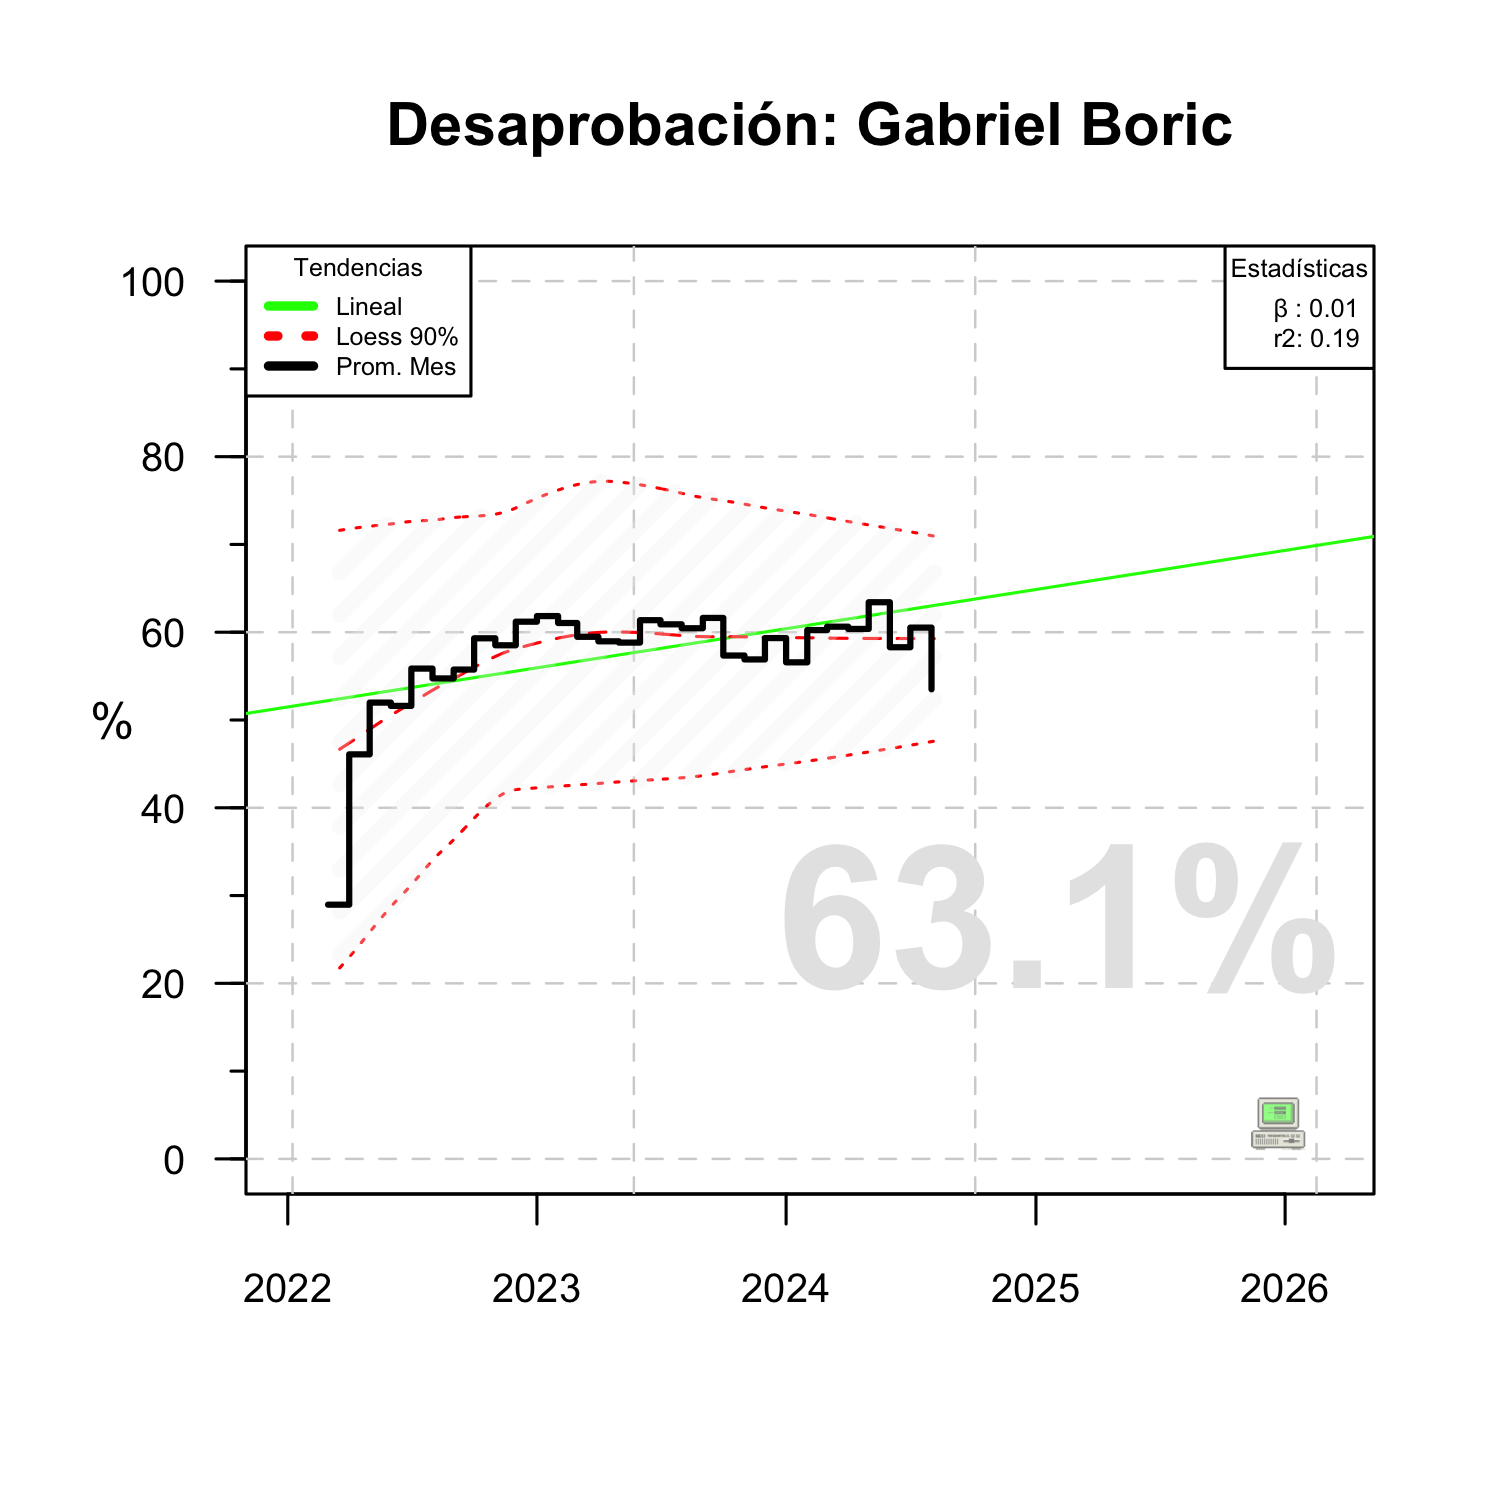 Desaprobación: Gabriel Boric
Tendencias
Lineal
Loess 90%
Prom. Mes
Estadísticas
β : 0.01
r2: 0.19
100
80
60
%
40
20
0
63.1%
2022
2023
2024
2025
2026